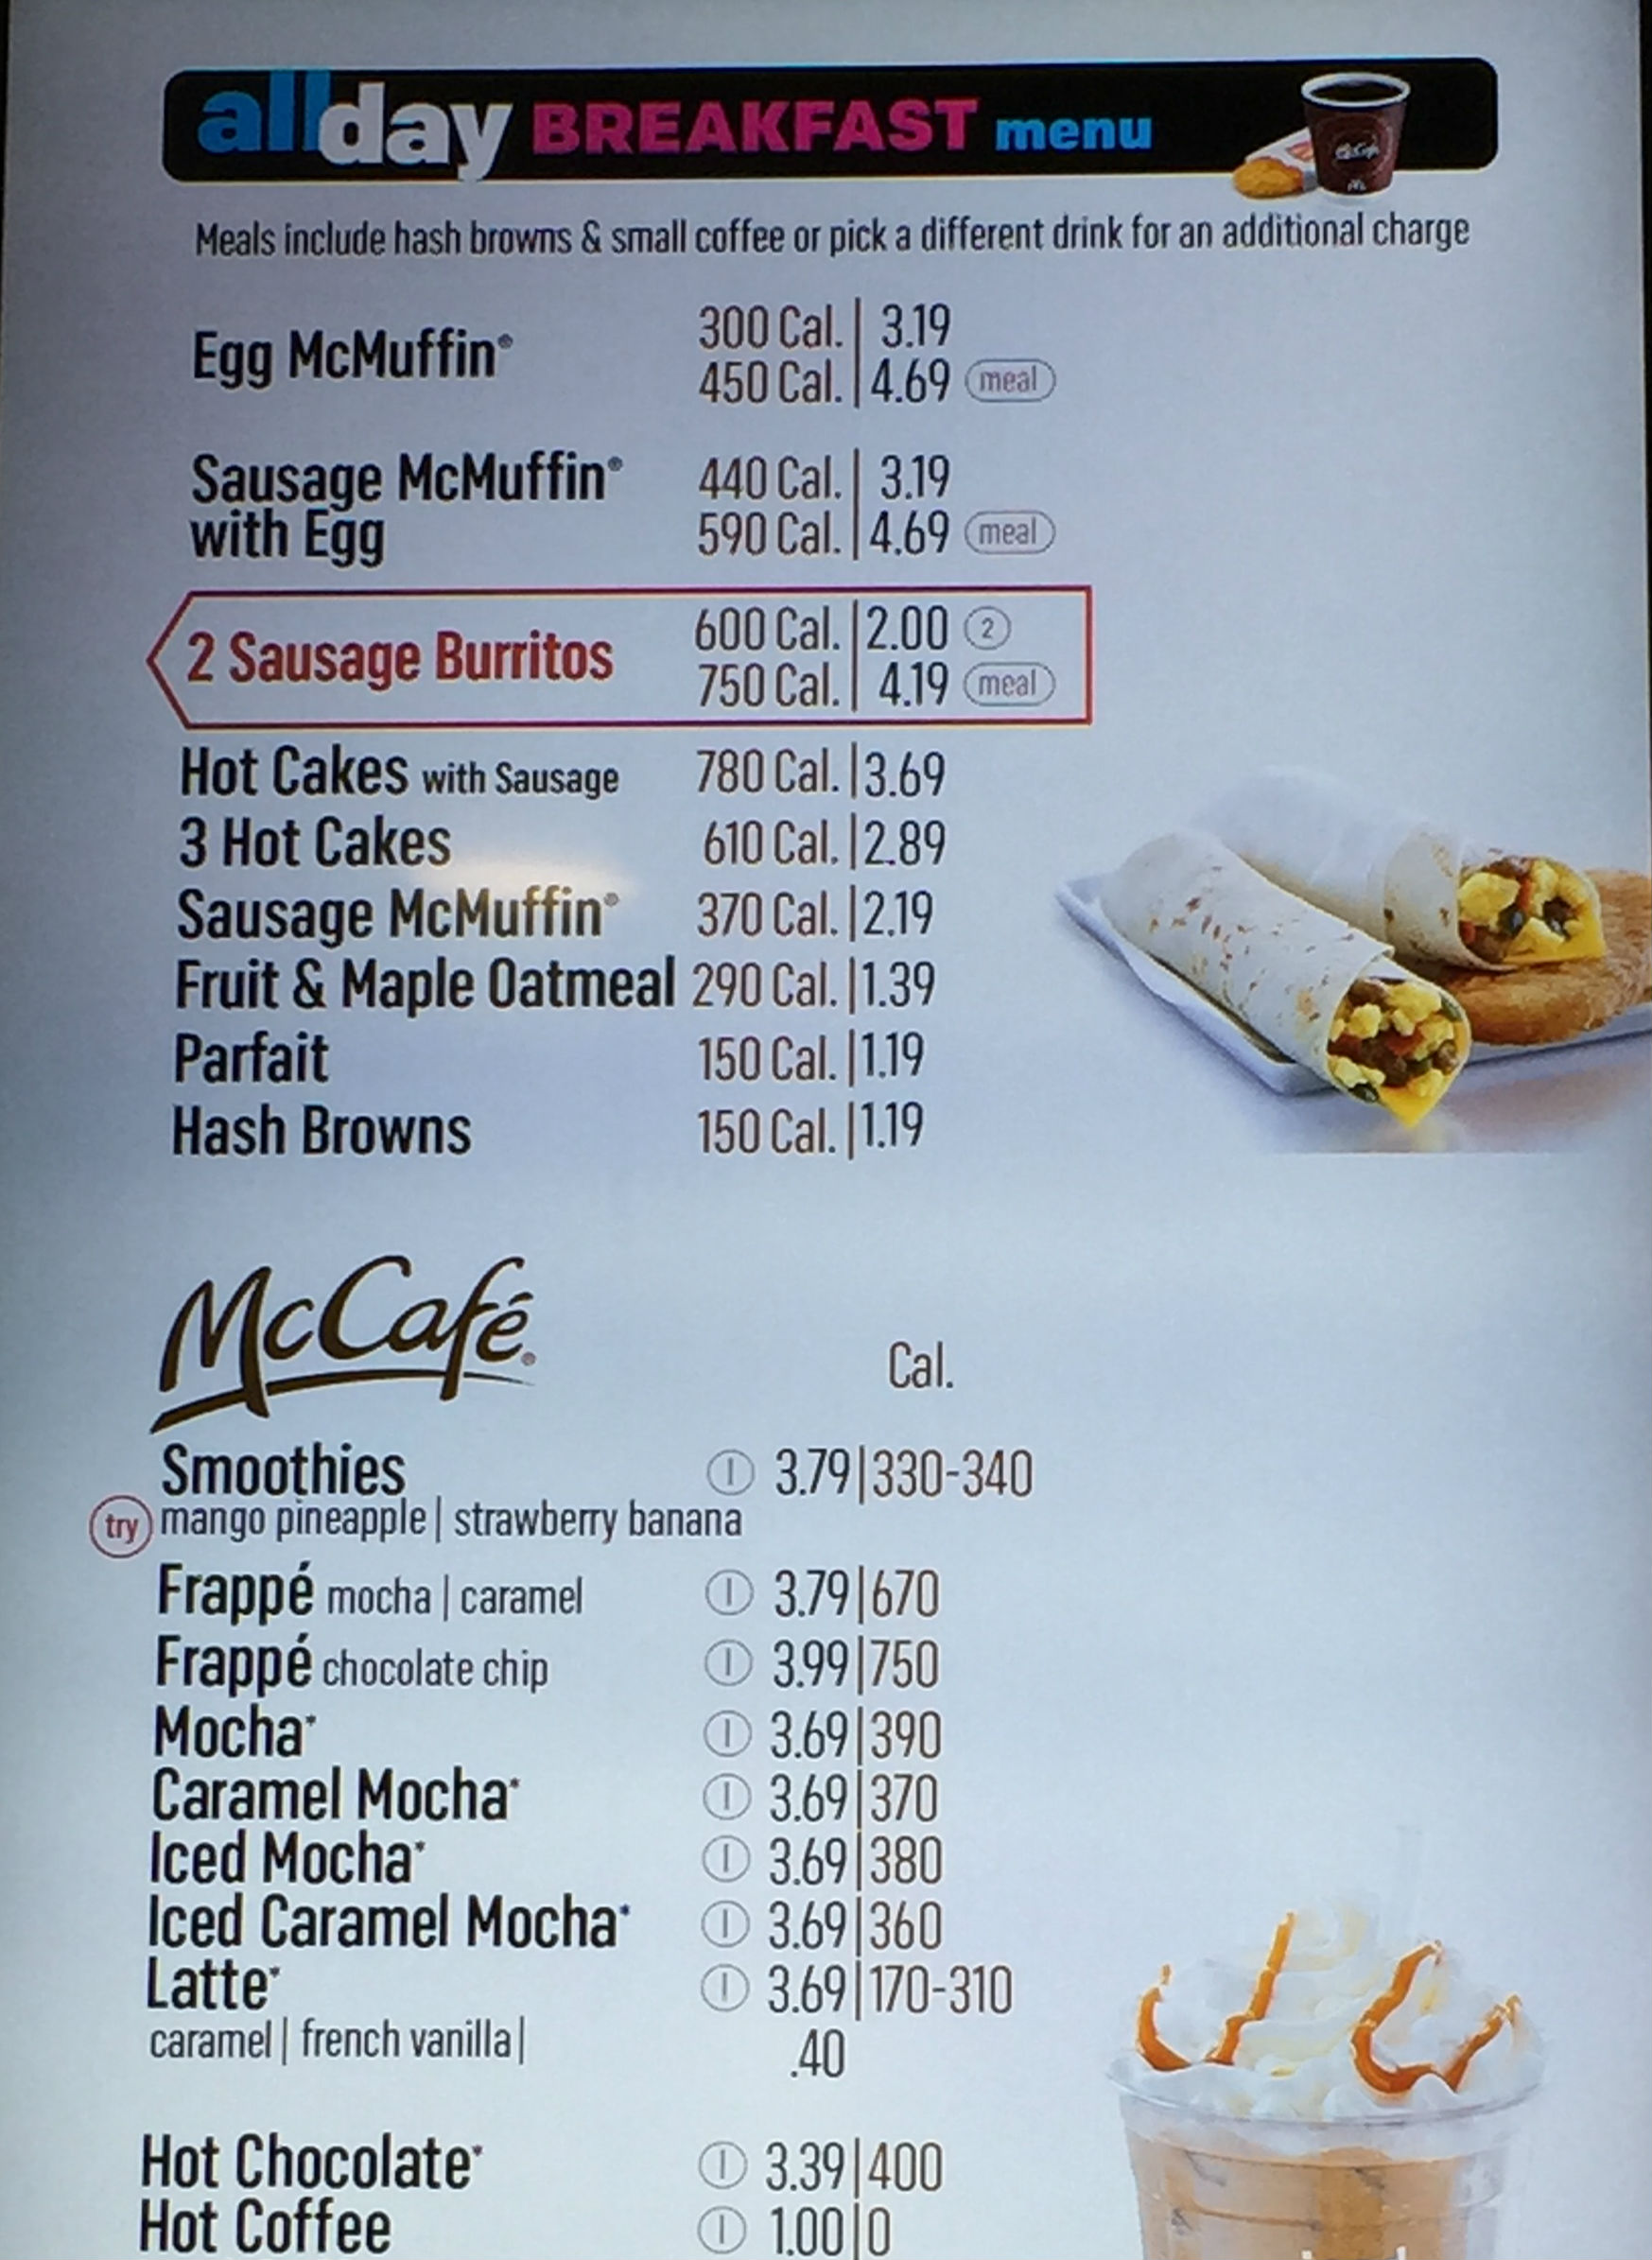 allday BREAKFAST menu
Meals include hash browns & small coffee or pick a different drink for an additional charge
Egg McMuffin® 300 Cal. | 3.19
450 Cal. | 4.69 meal
Sausage McMuffin® 440 Cal. | 3.19
with Egg 590 Cal. | 4.69 meal
2 Sausage Burritos 600 Cal. | 2.00 2
750 Cal. | 4.19 meal
Hot Cakes with Sausage 780 Cal. | 3.69
3 Hot Cakes 610 Cal. | 2.89
Sausage McMuffin® 370 Cal. | 2.19
Fruit & Maple Oatmeal 290 Cal. | 1.39
Parfait 150 Cal. | 1.19
Hash Browns 150 Cal. | 1.19
McCafé®
Cal.
Smoothies 3.79 | 330-340
try mango pineapple | strawberry banana
Frappé mocha | caramel 3.79 | 670
Frappé chocolate chip 3.99 | 750
Mocha* 3.69 | 390
Caramel Mocha* 3.69 | 370
Iced Mocha* 3.69 | 380
Iced Caramel Mocha* 3.69 | 360
Latte* 3.69 | 170-310
caramel | french vanilla | .40
Hot Chocolate* 3.39 | 400
Hot Coffee 1.00 | 0